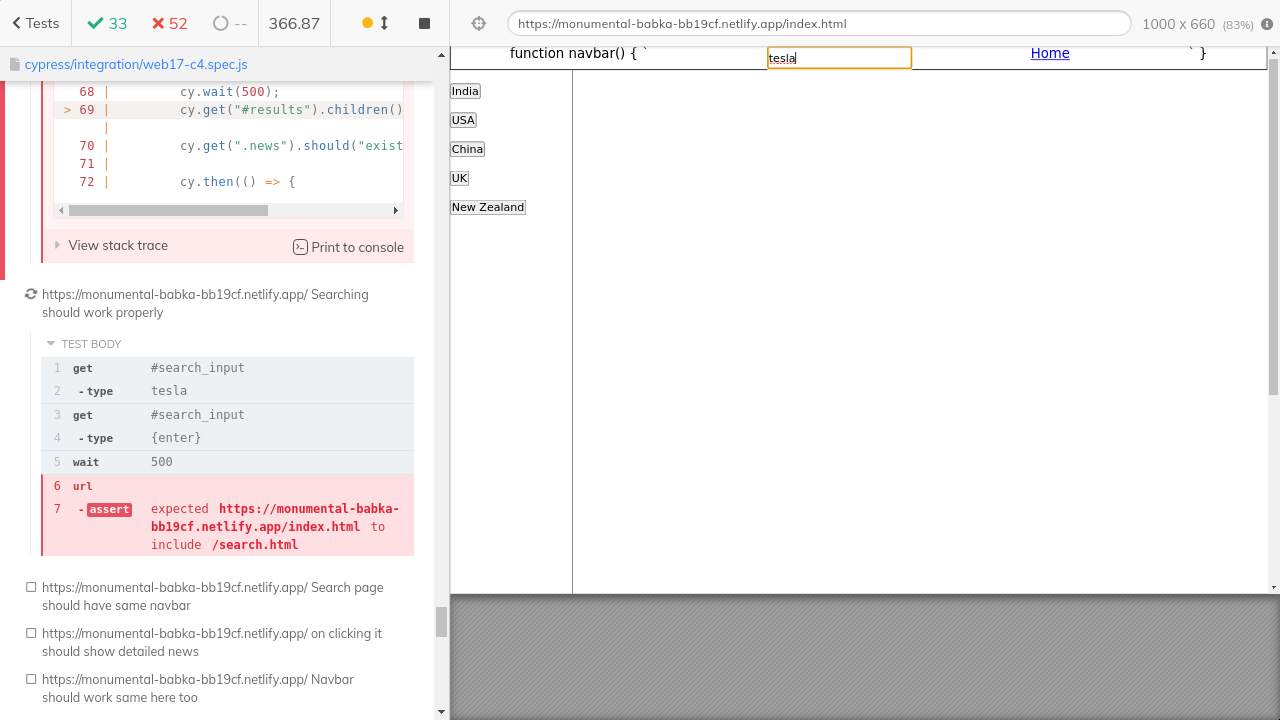 Tests
33
52
--
366.87
https://monumental-babka-bb19cf.netlify.app/index.html
1000 x 660 (83%)
cypress/integration/web17-c4.spec.js
68 | cy.wait(500);
> 69 | cy.get("#results").children()
|
70 | cy.get(".news").should("exist
71 |
72 | cy.then(() => {
View stack trace
Print to console
https://monumental-babka-bb19cf.netlify.app/ Searching
should work properly
TEST BODY
1 get #search_input
2 -type tesla
3 get #search_input
4 -type {enter}
5 wait 500
6 url
7 -assert expected https://monumental-babka-
bb19cf.netlify.app/index.html to
include /search.html
https://monumental-babka-bb19cf.netlify.app/ Search page
should have same navbar
https://monumental-babka-bb19cf.netlify.app/ on clicking it
should show detailed news
https://monumental-babka-bb19cf.netlify.app/ Navbar
should work same here too
function navbar() { `
tesla
Home
` }
India
USA
China
UK
New Zealand